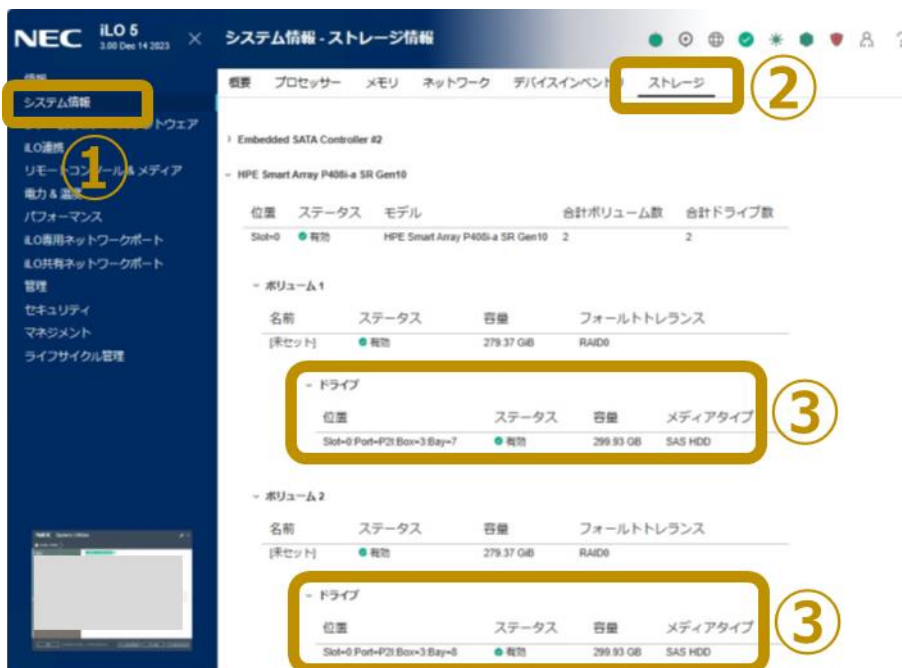 NEC iLO 5
3.00 Dec 14 2023
システム情報 - ストレージ情報
情報
システム情報
iLO連携
リモートコンソール & メディア
電力 & 温度
パフォーマンス
iLO専用ネットワークポート
iLO共有ネットワークポート
管理
セキュリティ
マネジメント
ライフサイクル管理
①
概要 プロセッサー メモリ ネットワーク デバイスインベントリ ストレージ
②
Embedded SATA Controller #2
HPE Smart Array P408i-a SR Gen10
位置 ステータス モデル 合計ボリューム数 合計ドライブ数
Slot=0 有効 HPE Smart Array P408i-a SR Gen10 2 2
ボリューム 1
名前 ステータス 容量 フォールトトレランス
[未セット] 有効 279.37 GiB RAID0
ドライブ
③
位置 ステータス 容量 メディアタイプ
Slot=0:Port=P2I:Box=3:Bay=7 有効 299.93 GB SAS HDD
ボリューム 2
名前 ステータス 容量 フォールトトレランス
[未セット] 有効 279.37 GiB RAID0
ドライブ
③
位置 ステータス 容量 メディアタイプ
Slot=0:Port=P2I:Box=3:Bay=8 有効 299.93 GB SAS HDD